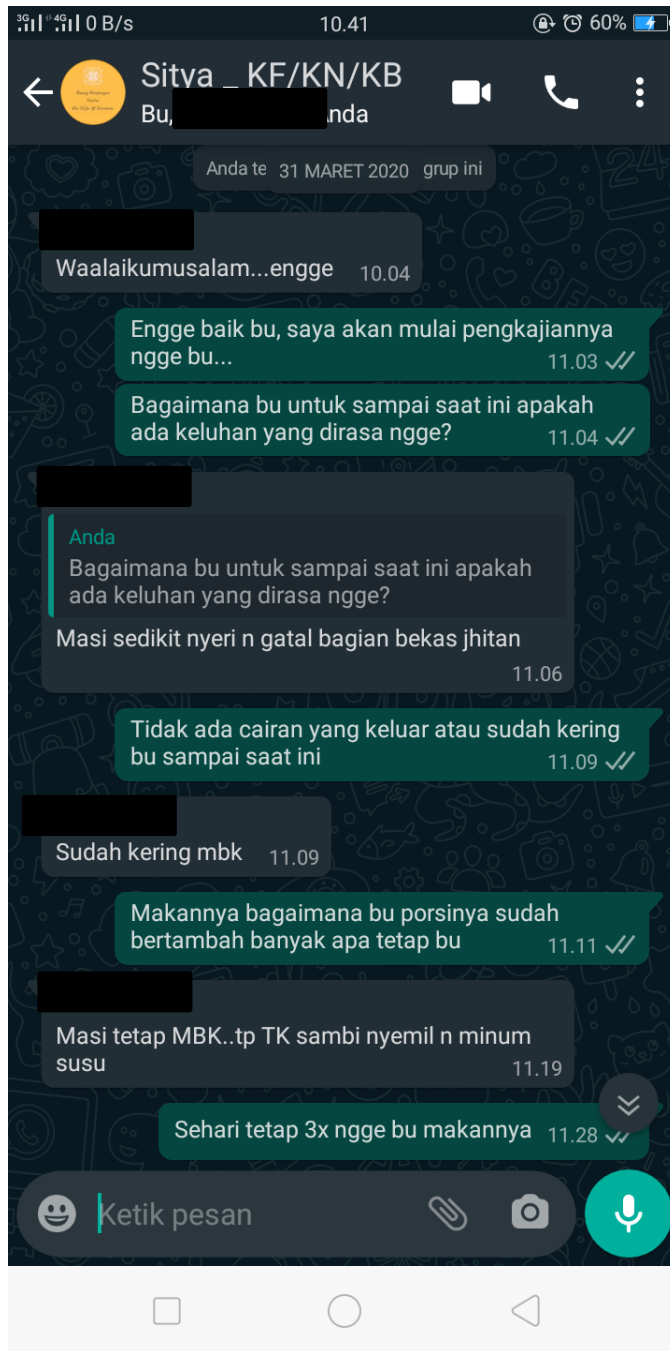 3G 4G 0 B/s 10.41 60%
Sitya _ KF/KN/KB
Bu, nda
Anda te 31 MARET 2020 grup ini
Waalaikumusalam...engge 10.04
Engge baik bu, saya akan mulai pengkajiannya
ngge bu... 11.03
Bagaimana bu untuk sampai saat ini apakah
ada keluhan yang dirasa ngge? 11.04
Anda
Bagaimana bu untuk sampai saat ini apakah
ada keluhan yang dirasa ngge?
Masi sedikit nyeri n gatal bagian bekas jhitan
11.06
Tidak ada cairan yang keluar atau sudah kering
bu sampai saat ini 11.09
Sudah kering mbk 11.09
Makannya bagaimana bu porsinya sudah
bertambah banyak apa tetap bu 11.11
Masi tetap MBK..tp TK sambi nyemil n minum
susu 11.19
Sehari tetap 3x ngge bu makannya 11.28
Ketik pesan